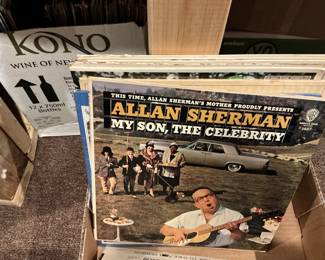 KONO
WINE OF NE
12 x 750ml
Bottles
THIS TIME, ALLAN SHERMAN'S MOTHER PROUDLY PRESENTS
ALLAN SHERMAN
MY SON, THE CELEBRITY